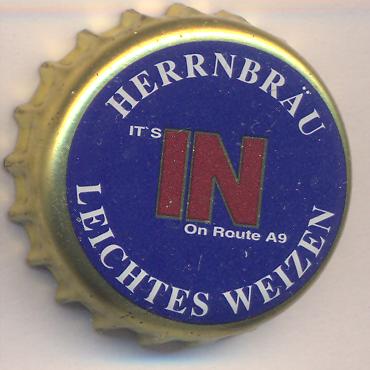 HERRNBRÄU
IT`S
IN
On Route A9
LEICHTES WEIZEN